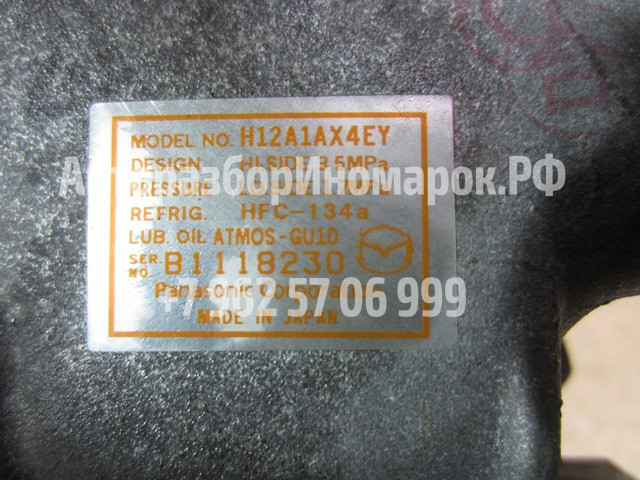 MODEL NO. H12A1AX4EY
DESIGN HI SIDE 3.5MPa
PRESSURE
АвтоРазборИномарок.РФ
REFRIG. HFC-134a
LUB. OIL ATMOS-GU10
SER. NO. B1118230
Panasonic Corporation
57 06 999
MADE IN JAPAN